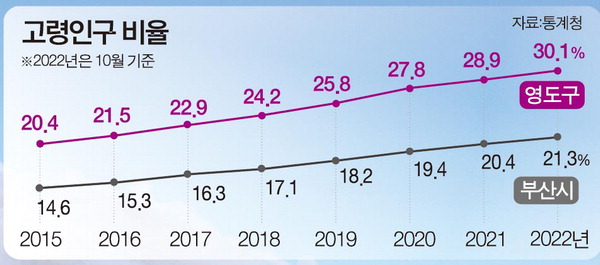 고령인구 비율
자료:통계청
※2022년은 10월 기준
20.4 21.5 22.9 24.2 25.8 27.8 28.9 30.1%
영도구
14.6 15.3 16.3 17.1 18.2 19.4 20.4 21.3%
부산시
2015 2016 2017 2018 2019 2020 2021 2022년